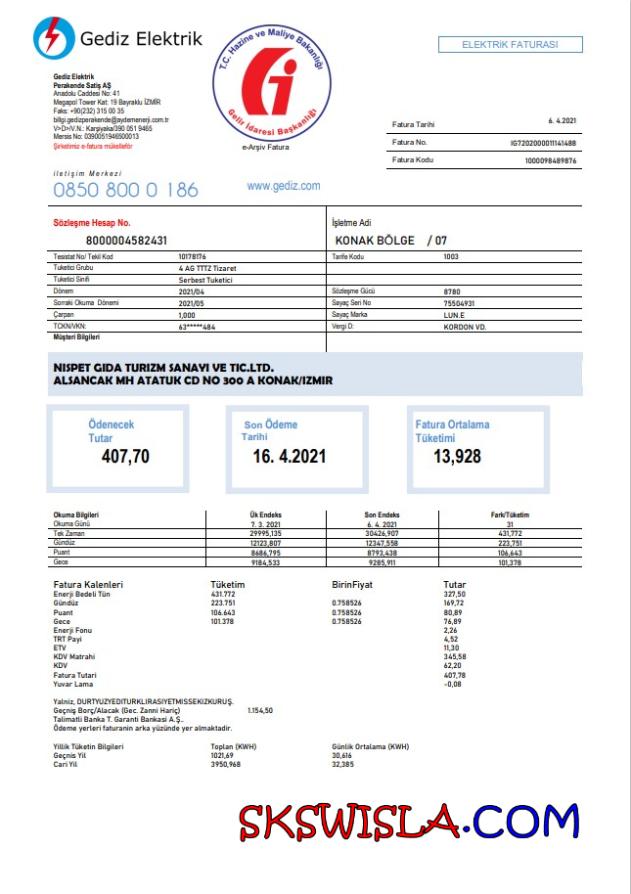 Gediz Elektrik
T.C. Hazine ve Maliye Bakanlığı
Gelir İdaresi Başkanlığı
e-Arşiv Fatura
ELEKTRİK FATURASI
Gediz Elektrik
Perakende Satiş AŞ
Anadolu Caddesi No: 41
Megapol Tower Kat: 19 Bayraklu İZMİR
Faks: +90(232) 315 00 35
bilgi.gedizperakende@aydemenerji.com.tr
V>D>/V.N.: Karşiyaka/390 051 9465
Mersis No: 0390051946500013
Şirketimiz e-fatura mükelleför
Fatura Tarihi 6. 4.2021
Fatura No. IG7202000011141488
Fatura Kodu 1000098489876
iletişim Merkezi
0850 800 0 186
www.gediz.com
Sözleşme Hesap No. İşletme Adi
8000004582431 KONAK BÖLGE / 07
Tesistat No/ Tekil Kod 10178176 Tarife Kodu 1003
Tuketici Grubu 4 AG TTTZ Tizaret
Tuketici Sinifi Serbest Tuketici
Dönem 2021/04 Sözleşme Gücü 8780
Sorraki Okuma Dönemi 2021/05 Sayaç Seri No 75504931
Çarpan 1,000 Sayaç Marka LUN.E
TCKN/VKN: 63*****484 Vergi D: KORDON VD.
Müşteri Bilgileri
NISPET GIDA TURIZM SANAYI VE TIC.LTD.
ALSANCAK MH ATATUK CD NO 300 A KONAK/IZMIR
Ödenecek Tutar
407,70
Son Ödeme Tarihi
16. 4.2021
Fatura Ortalama Tüketimi
13,928
Okuma Bilgileri Ük Endeks Son Endeks Fark/Tüketim
Okuma Günü 7. 3. 2021 6. 4. 2021 31
Tek Zaman 29995,135 30426,907 431,772
Gündüz 12123,807 12347,558 223,751
Puant 8686,795 8793,438 106,643
Gece 9184,533 9285,911 101,378
Fatura Kalenleri Tüketim BirinFiyat Tutar
Enerji Bedeli Tün 431.772 327,50
Gündüz 223.751 0.758526 169,72
Puant 106.643 0.758526 80,89
Gece 101.378 0.758526 76,89
Enerji Fonu 2,26
TRT Payi 4,52
ETV 11,30
KDV Matrahi 345,58
KDV 62,20
Fatura Tutari 407,78
Yuvar Lama -0,08
Yalniz, DURTYUZYEDITURKLIRASIYETMISSEKIZKURUŞ.
Geçniş Borç/Alacak (Gec. Zanni Hariç) 1.154,50
Talimatli Banka T. Garanti Bankasi A.Ş..
Ödeme yerleri faturanin arka yüzünde yer almaktadir.
Yillik Tüketin Bilgileri Toplan (KWH) Günlik Ortalama (KWH)
Geçnis Yil 1021,69 30,616
Cari Yil 3950,968 32,385
SKSWISLA.COM